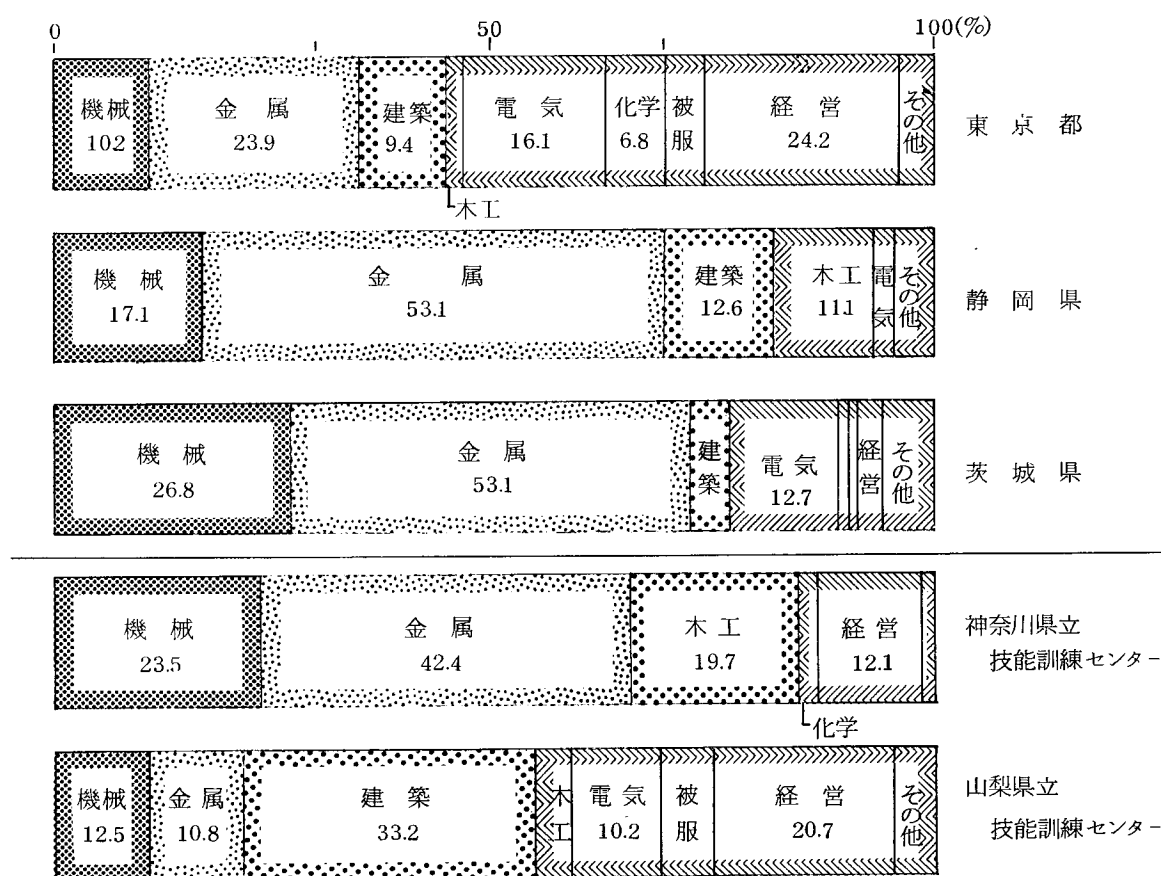 0 50 100(%)
機械 金属 建築 電気 化学 被服 経営 その他 東京都
10.2 23.9 9.4 16.1 6.8 24.2
木工
機械 金属 建築 木工 電気 その他 静岡県
17.1 53.1 12.6 11.1
機械 金属 建築 電気 経営 その他 茨城県
26.8 53.1 12.7
機械 金属 木工 経営 神奈川県立
23.5 42.4 19.7 12.1 技能訓練センター
化学
機械 金属 建築 木工 電気 被服 経営 その他 山梨県立
12.5 10.8 33.2 10.2 20.7 技能訓練センター